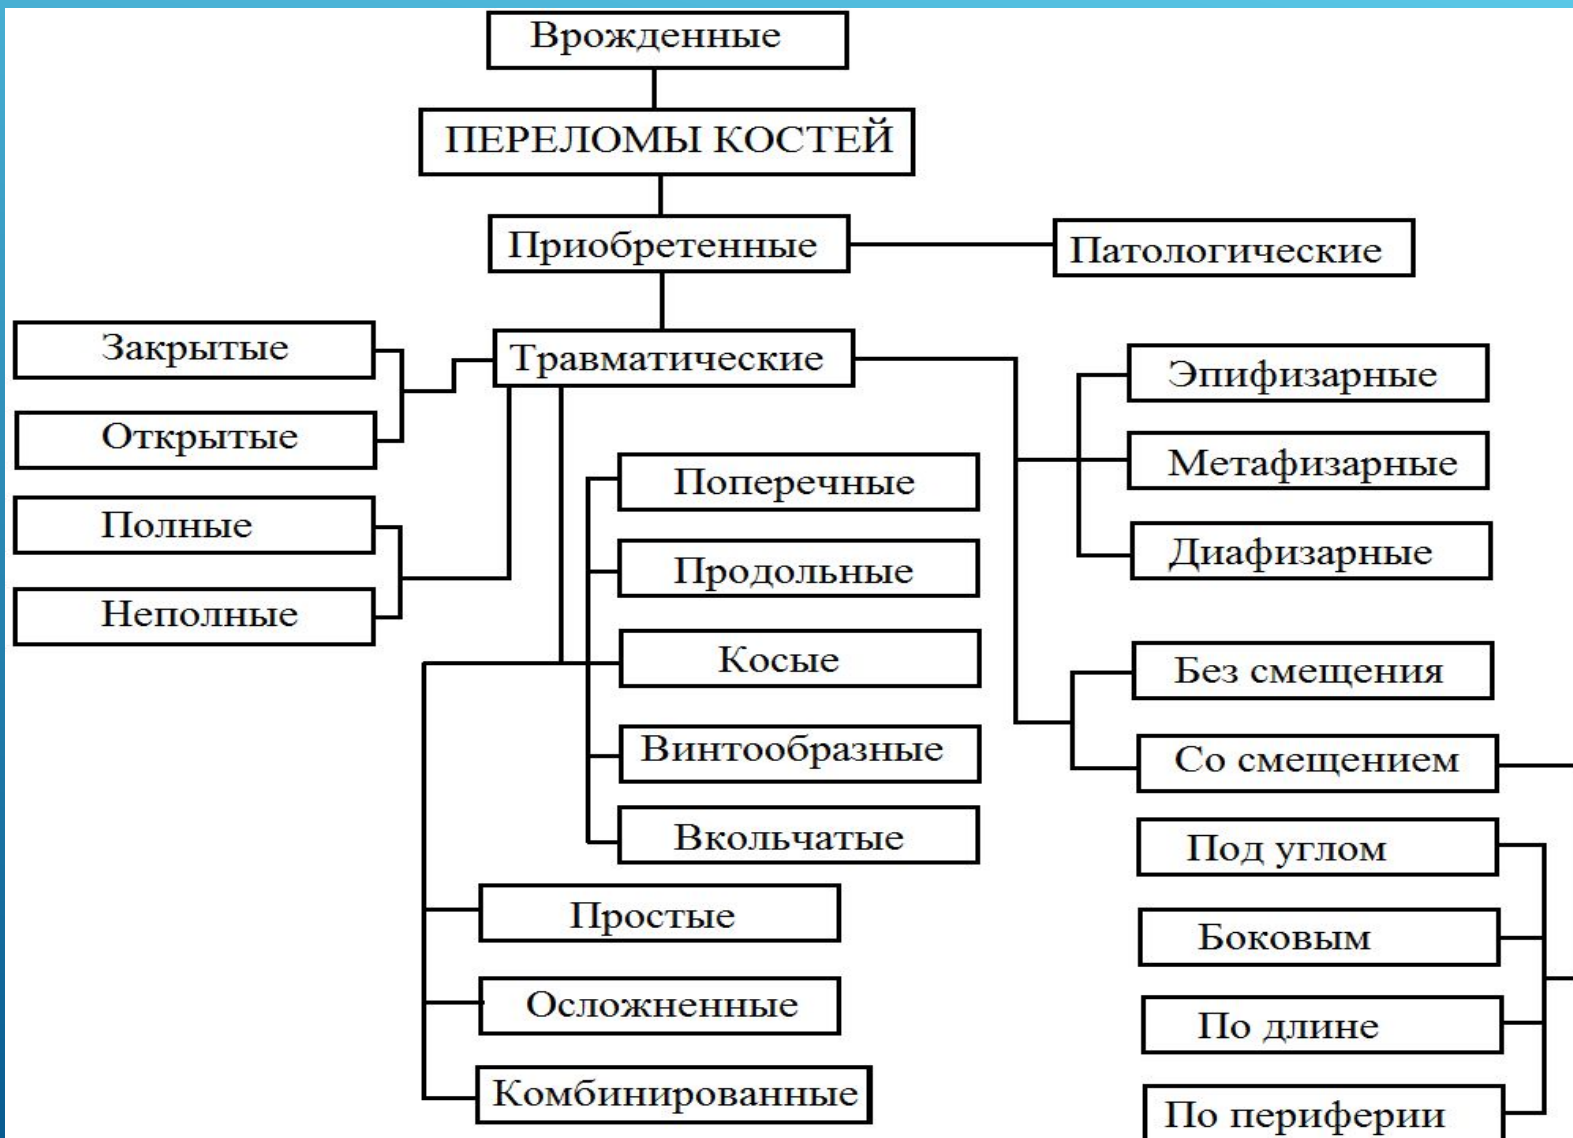 Врожденные
ПЕРЕЛОМЫ КОСТЕЙ
Приобретенные
Патологические
Травматические
Закрытые
Открытые
Полные
Неполные
Поперечные
Продольные
Косые
Винтообразные
Вкольчатые
Простые
Осложненные
Комбинированные
Эпифизарные
Метафизарные
Диафизарные
Без смещения
Со смещением
Под углом
Боковым
По длине
По периферии